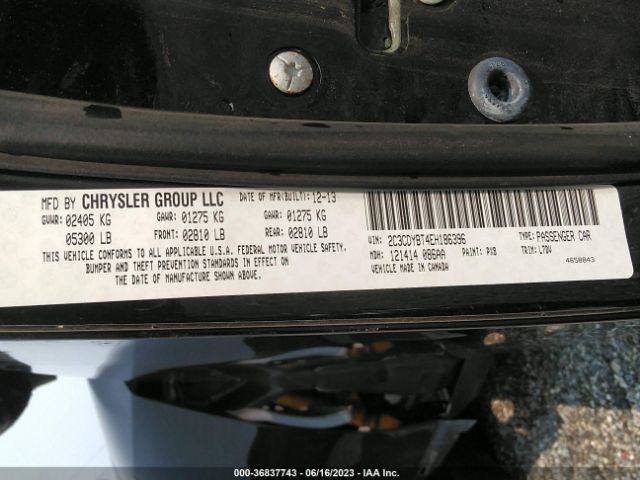 MFD BY CHRYSLER GROUP LLC DATE OF MFR(BUILT): 12-13
GVWR: 02405 KG GAWR: 01275 KG GAWR: 01275 KG
05300 LB FRONT: 02810 LB REAR: 02810 LB
THIS VEHICLE CONFORMS TO ALL APPLICABLE U.S.A. FEDERAL MOTOR VEHICLE SAFETY,
BUMPER AND THEFT PREVENTION STANDARDS IN EFFECT ON
THE DATE OF MANUFACTURE SHOWN ABOVE.
VIN: 2C3CDYBT4EH186396 TYPE: PASSENGER CAR
MDH: 121414 086AA PAINT: PX8 TRIM: L7DV
VEHICLE MADE IN CANADA 4658843
000-36837743 - 06/16/2023 - IAA Inc.